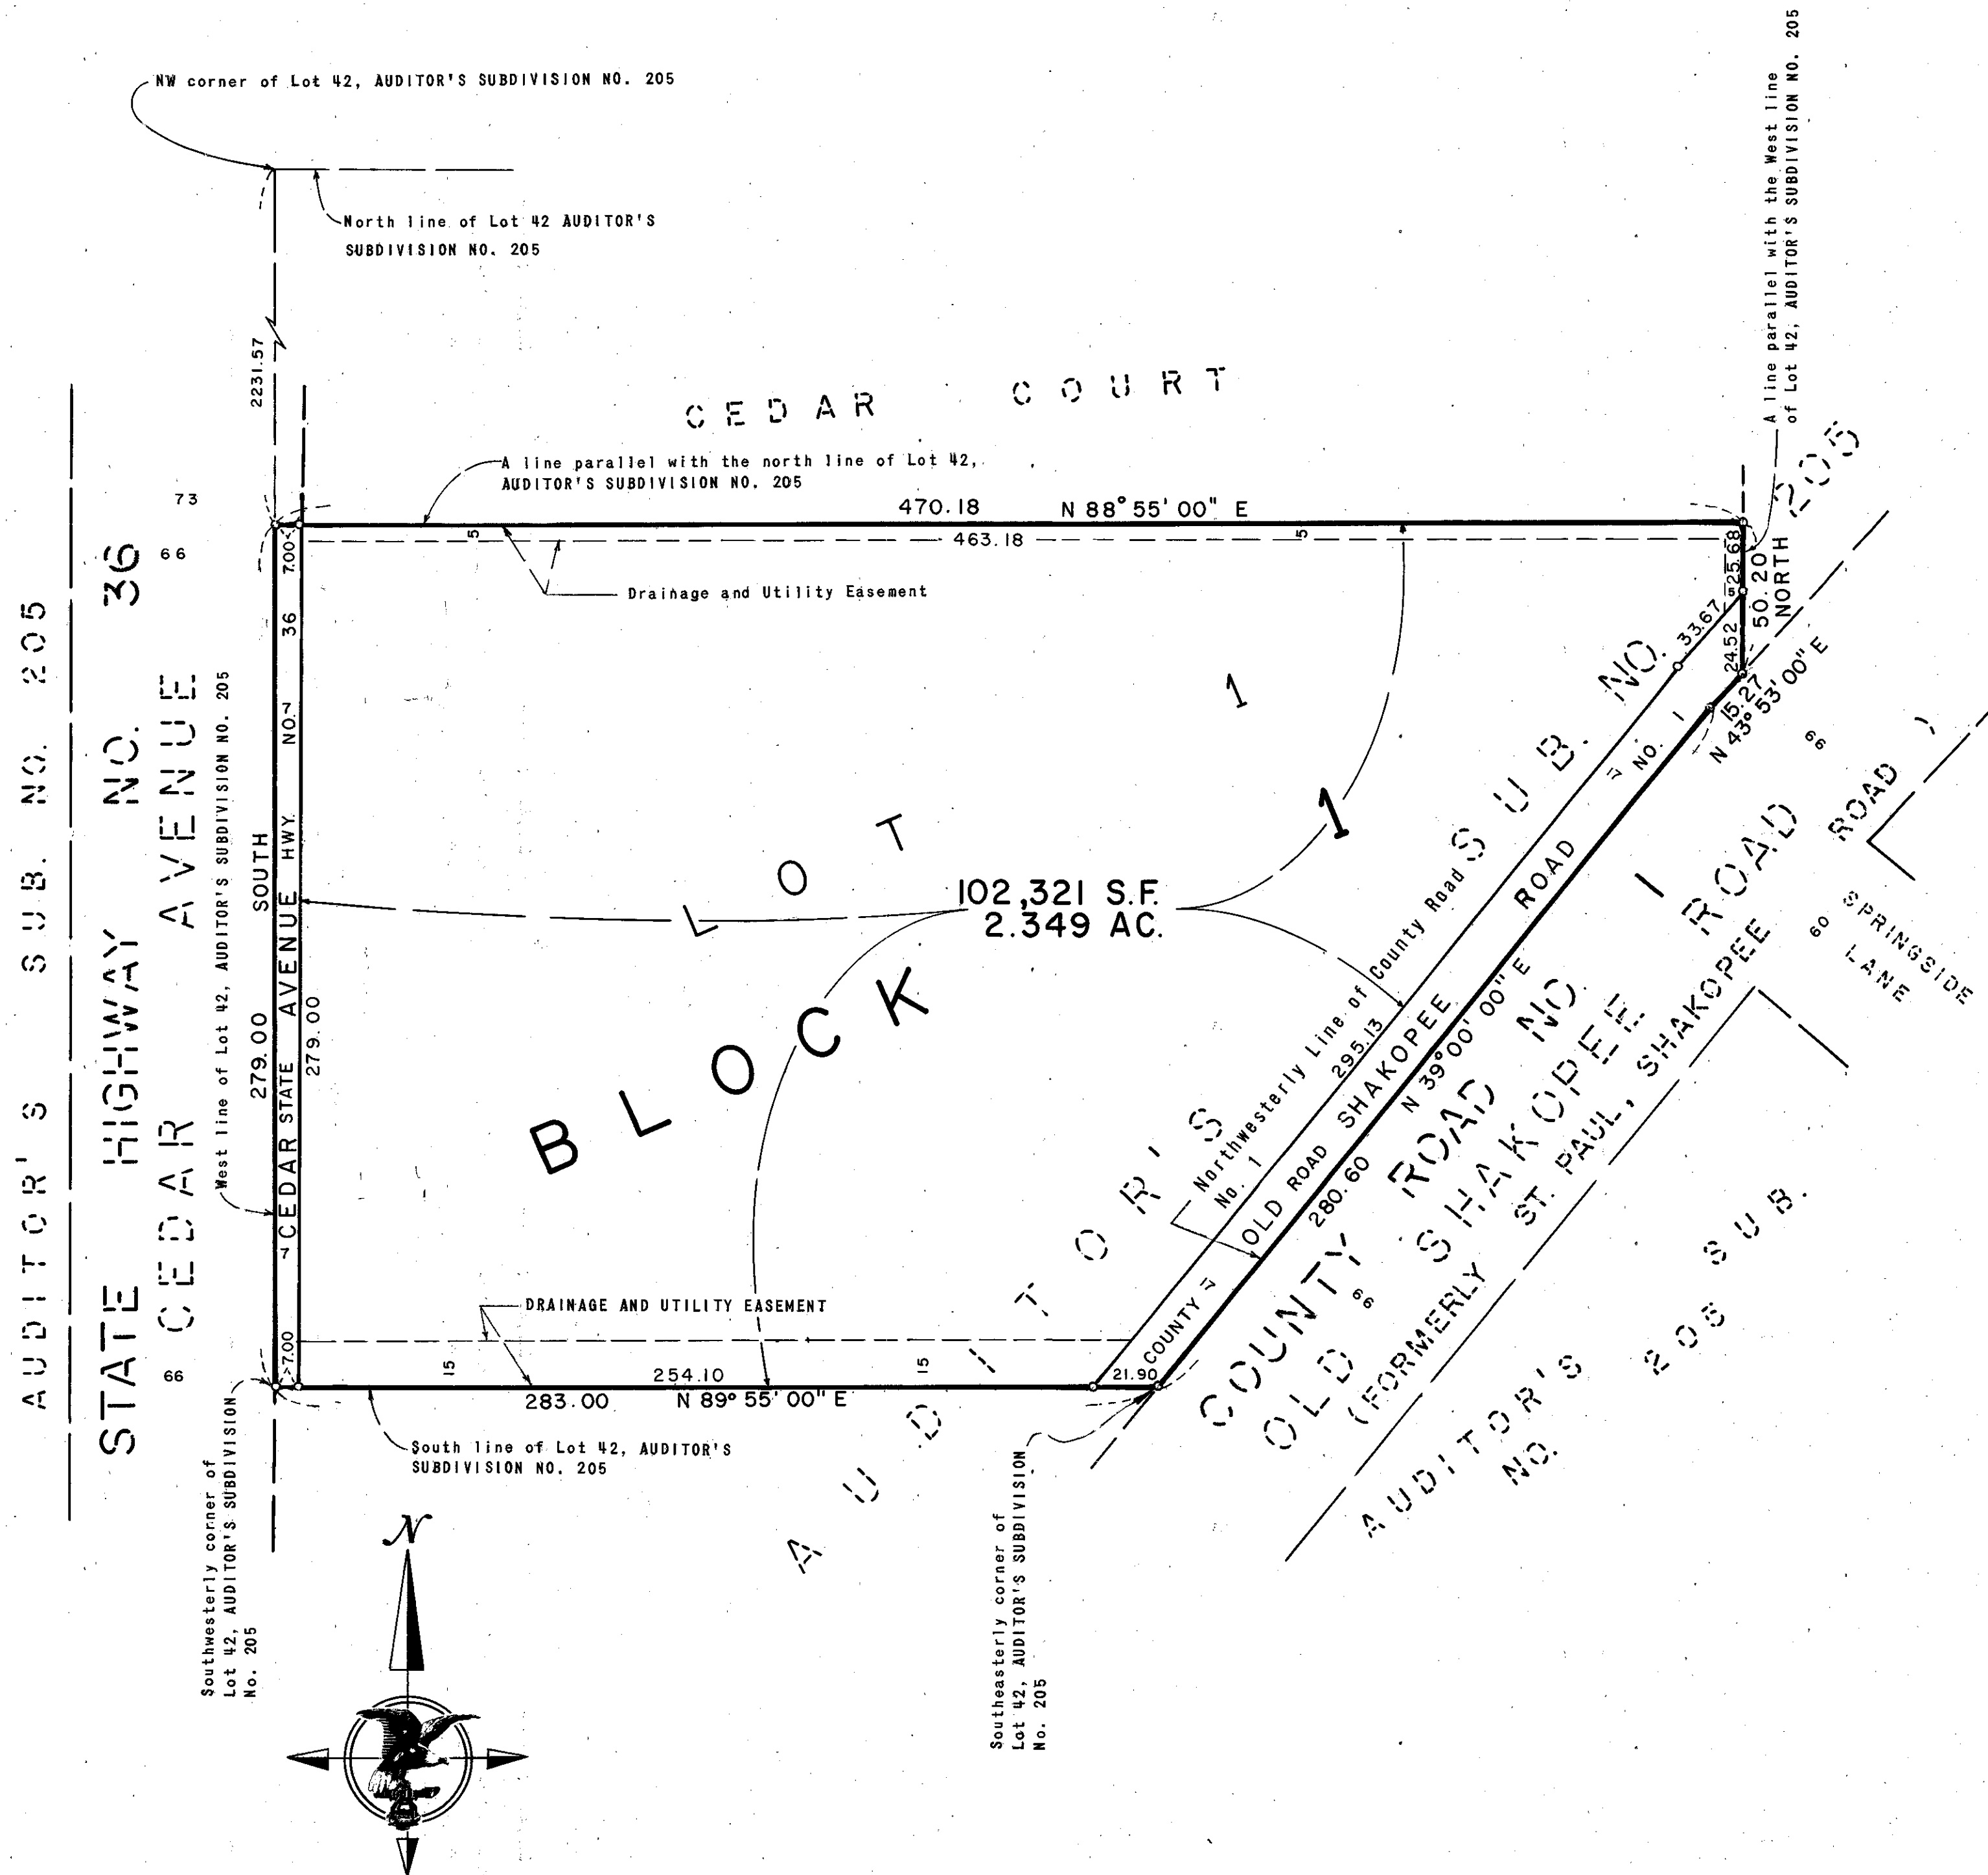 NW corner of Lot 42, AUDITOR'S SUBDIVISION NO. 205
North line of Lot 42 AUDITOR'S
SUBDIVISION NO. 205
A line parallel with the West line
of Lot 42, AUDITOR'S SUBDIVISION NO. 205
2231.57
CEDAR COURT
A line parallel with the north line of Lot 42,
AUDITOR'S SUBDIVISION NO. 205
470.18 N 88° 55' 00" E
5 463.18 5
Drainage and Utility Easement
73
66
66
AUDITOR'S SUB. NO. 205
STATE HIGHWAY NO. 36
CEDAR AVENUE
West line of Lot 42, AUDITOR'S SUBDIVISION NO. 205
279.00 SOUTH
7 CEDAR STATE AVENUE HWY. NO. 7 36
7.00
279.00
7.00
25.68
5
24.52
50.20
NORTH
33.67
15.27
N 43° 53' 00" E
LOT 1
BLOCK 1
102,321 S.F.
2.349 AC.
AUDITOR'S SUB. NO. 205
Northwesterly Line of County Road
No. 1
295.13
OLD ROAD SHAKOPEE ROAD
COUNTY 17
17 NO. 1
280.60 N 39° 00' 00" E
COUNTY ROAD NO. 1
OLD SHAKOPEE ROAD
(FORMERLY ST. PAUL, SHAKOPEE ROAD)
66
66
60
SPRINGSIDE
LANE
AUDITOR'S SUB.
NO. 205
DRAINAGE AND UTILITY EASEMENT
15 254.10 15 21.90
283.00 N 89° 55' 00" E
South line of Lot 42, AUDITOR'S
SUBDIVISION NO. 205
Southwesterly corner of
Lot 42, AUDITOR'S SUBDIVISION
No. 205
Southeasterly corner of
Lot 42, AUDITOR'S SUBDIVISION
No. 205
N